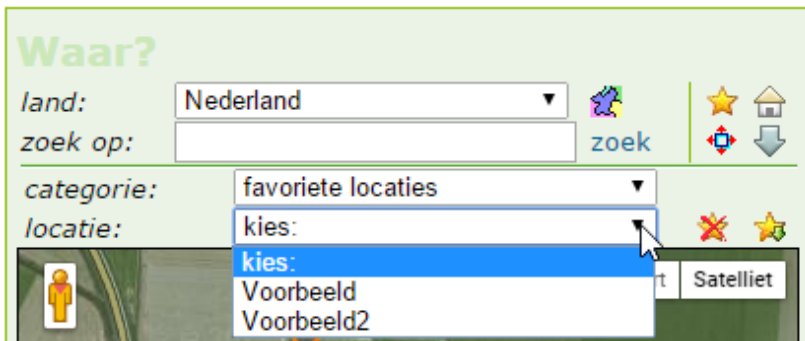 Waar?
land: Nederland
zoek op: zoek
categorie: favoriete locaties
locatie: kies:
kies:
Voorbeeld
Voorbeeld2
Satelliet